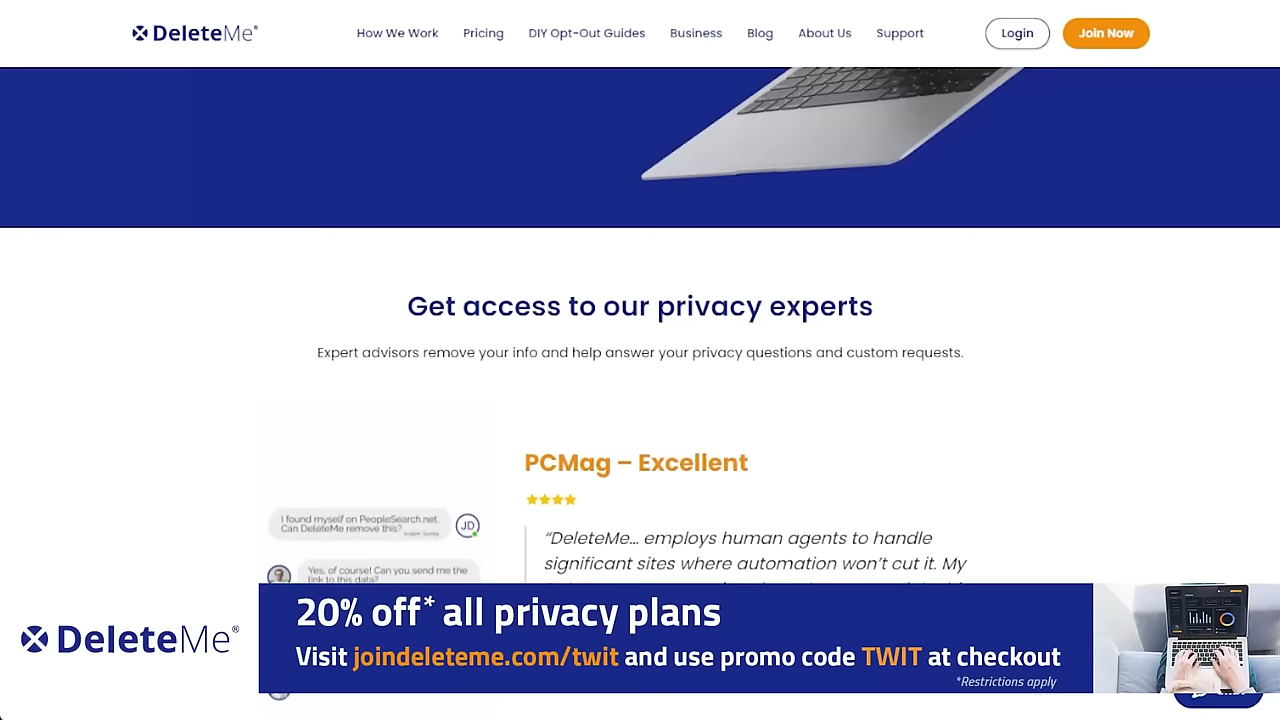 DeleteMe®
How We Work
Pricing
DIY Opt-Out Guides
Business
Blog
About Us
Support
Login
Join Now
Get access to our privacy experts
Expert advisors remove your info and help answer your privacy questions and custom requests.
PCMag – Excellent
I found myself on PeopleSearch.net.
Can DeleteMe remove this?
JD
Yes, of course! Can you send me the
link to this data?
“DeleteMe... employs human agents to handle
significant sites where automation won’t cut it. My
20% off* all privacy plans
Visit joindeleteme.com/twit and use promo code TWIT at checkout
*Restrictions apply
DeleteMe®